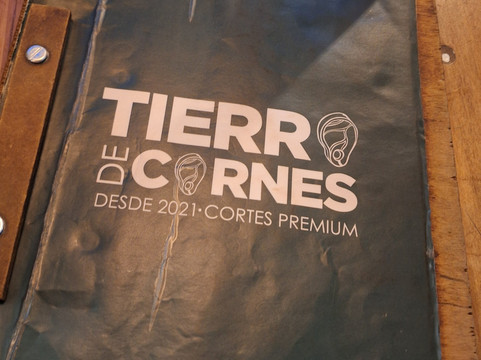 TIERRA
DE CARNES
DESDE 2021·CORTES PREMIUM